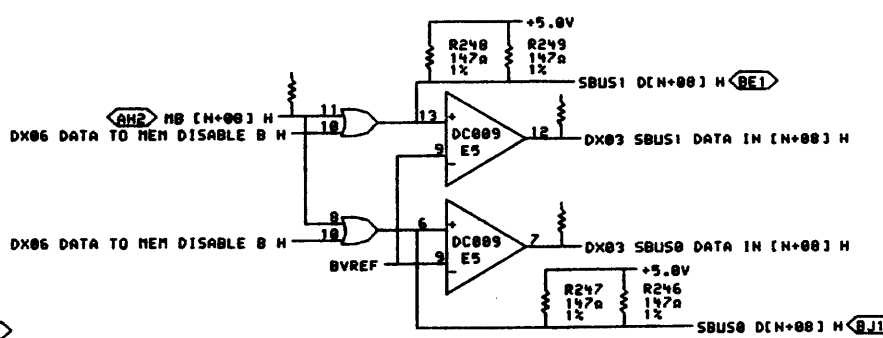 +5.0V
R248 R249
147Ω 147Ω
1% 1%
SBUS1 D[N+08] H BE1
AH2 MB [N+08] H 11
13
+
DX06 DATA TO MEM DISABLE B H 10
DC009 12 DX03 SBUS1 DATA IN [N+08] H
9 E5
-
8
6 +
DX06 DATA TO MEM DISABLE B H 10
DC009 7 DX03 SBUS0 DATA IN [N+08] H
BVREF 9 E5
-
+5.0V
R247 R246
147Ω 147Ω
1% 1%
SBUS0 D[N+08] H BJ1